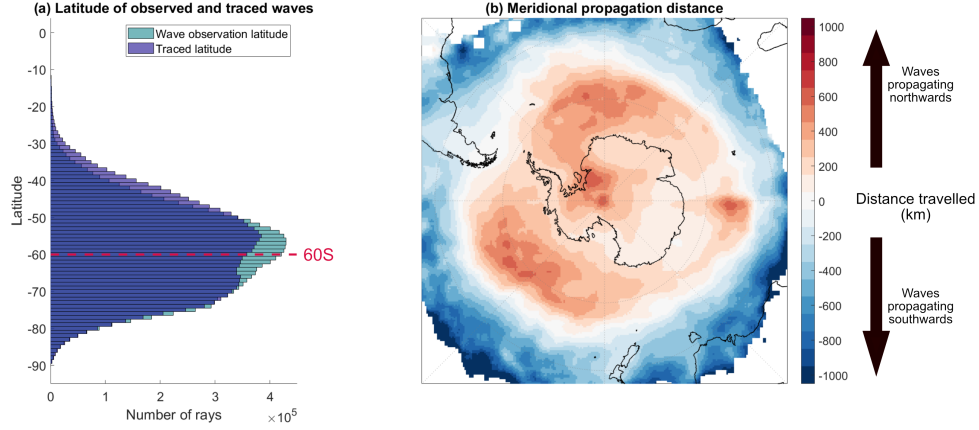 (a) Latitude of observed and traced waves
Wave observation latitude
Traced latitude
0
-10
-20
-30
-40
-50
-60
-70
-80
-90
Latitude
60S
0
1
2
3
4
Number of rays
×10⁵
(b) Meridional propagation distance
1000
800
600
400
200
0
-200
-400
-600
-800
-1000
Waves
propagating
northwards
Distance travelled
(km)
Waves
propagating
southwards